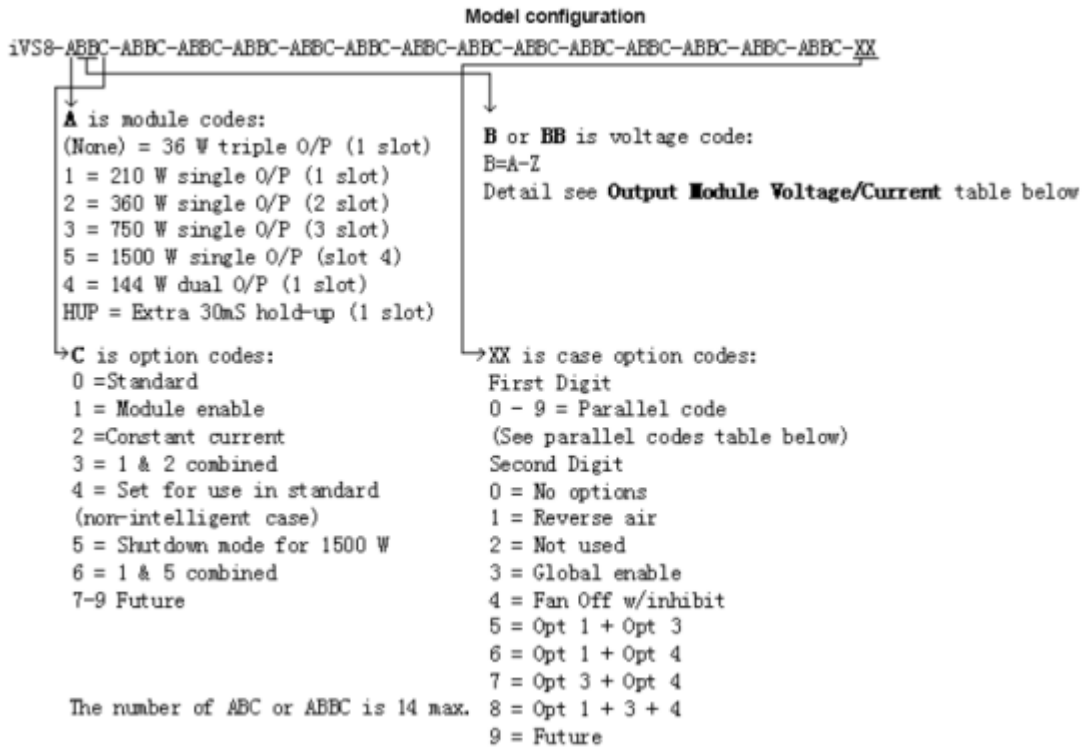 Model configuration
iVS8-ABBC-ABBC-ABBC-ABBC-ABBC-ABBC-ABBC-ABBC-ABBC-ABBC-ABBC-ABBC-ABBC-ABBC-XX
A is module codes:
(None) = 36 W triple O/P (1 slot)
1 = 210 W single O/P (1 slot)
2 = 360 W single O/P (2 slot)
3 = 750 W single O/P (3 slot)
5 = 1500 W single O/P (slot 4)
4 = 144 W dual O/P (1 slot)
HUP = Extra 30mS hold-up (1 slot)
B or BB is voltage code:
B=A-Z
Detail see Output Module Voltage/Current table below
C is option codes:
0 =Standard
1 = Module enable
2 =Constant current
3 = 1 & 2 combined
4 = Set for use in standard
(non-intelligent case)
5 = Shutdown mode for 1500 W
6 = 1 & 5 combined
7-9 Future
The number of ABC or ABBC is 14 max.
XX is case option codes:
First Digit
0 - 9 = Parallel code
(See parallel codes table below)
Second Digit
0 = No options
1 = Reverse air
2 = Not used
3 = Global enable
4 = Fan Off w/inhibit
5 = Opt 1 + Opt 3
6 = Opt 1 + Opt 4
7 = Opt 3 + Opt 4
8 = Opt 1 + 3 + 4
9 = Future